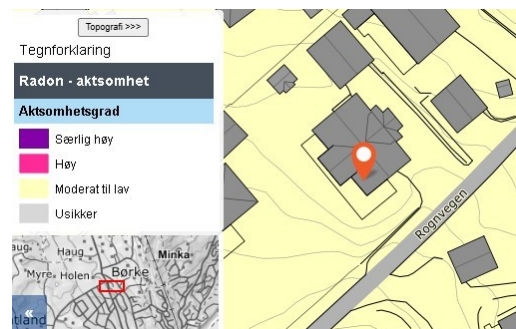 Topografi >>>
Tegnforklaring
Radon - aktsomhet
Aktsomhetsgrad
Særlig høy
Høy
Moderat til lav
Usikker
Rognvegen
Haug
Minka
Myre
Holen
Børke
«